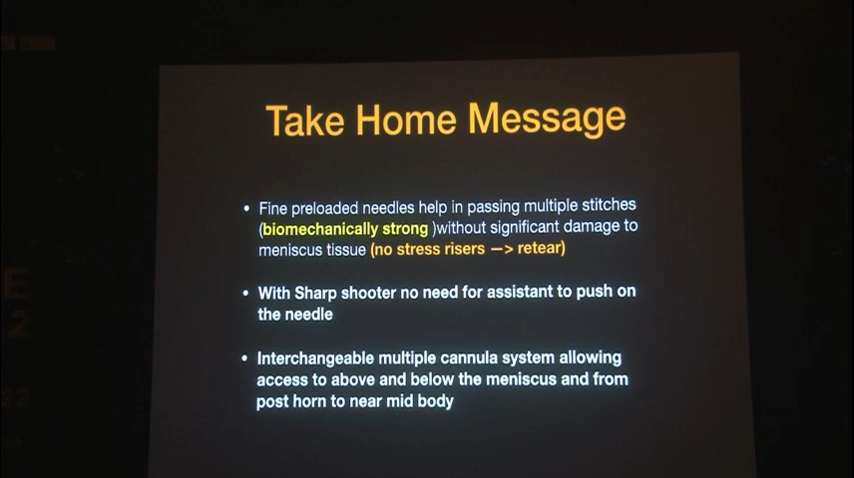 Take Home Message
• Fine preloaded needles help in passing multiple stitches
(biomechanically strong )without significant damage to
meniscus tissue (no stress risers —> retear)
• With Sharp shooter no need for assistant to push on
the needle
• Interchangeable multiple cannula system allowing
access to above and below the meniscus and from
post horn to near mid body